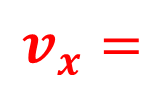 vₓ =